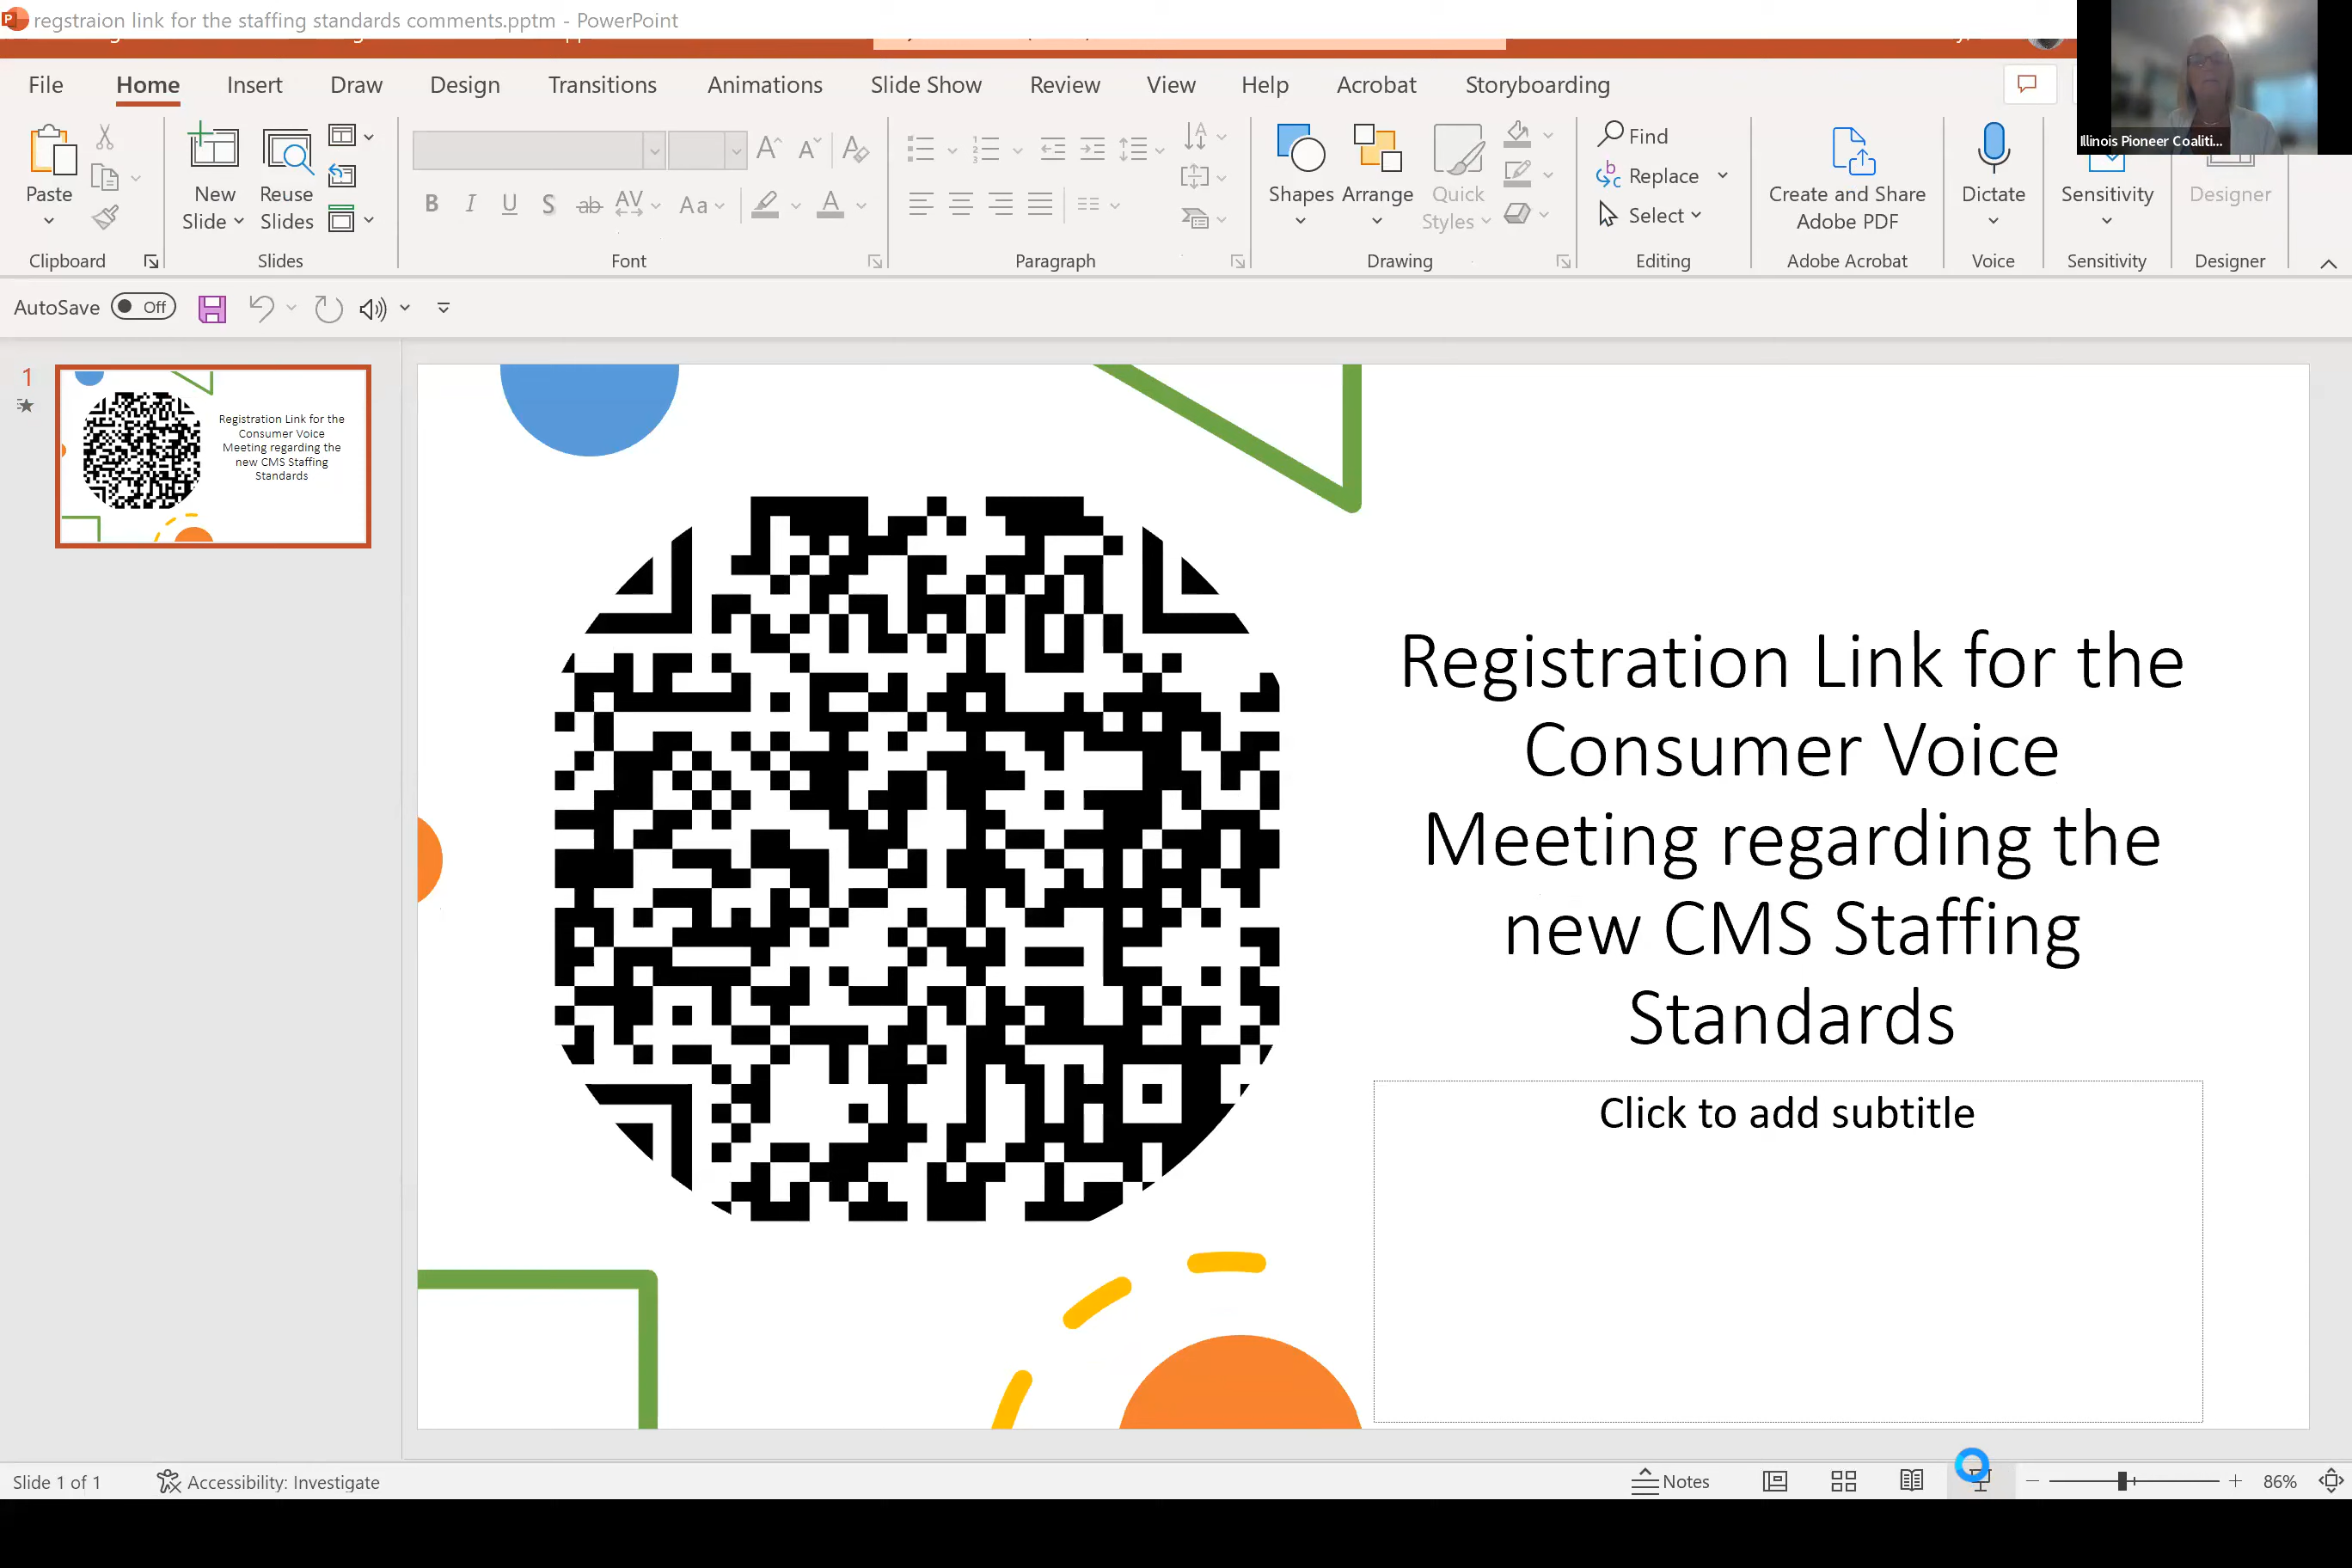 regstraion link for the staffing standards comments.pptm - PowerPoint
File Home Insert Draw Design Transitions Animations Slide Show Review View Help Acrobat Storyboarding
Illinois Pioneer Coaliti...
Paste
New
Slide
Reuse
Slides
Shapes
Arrange
Quick
Styles
Find
Replace
Select
Create and Share
Adobe PDF
Dictate
Sensitivity
Designer
Clipboard
Slides
Font
Paragraph
Drawing
Editing
Adobe Acrobat
Voice
Sensitivity
Designer
AutoSave Off
1
Registration Link for the
Consumer Voice
Meeting regarding the
new CMS Staffing
Standards
Registration Link for the
Consumer Voice
Meeting regarding the
new CMS Staffing
Standards
Click to add subtitle
Slide 1 of 1
Accessibility: Investigate
Notes
86%